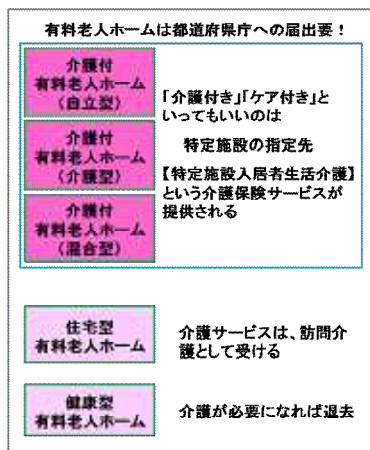 有料老人ホームは都道府県庁への届出要！
介護付
有料老人ホーム
（自立型）
「介護付き」「ケア付き」と
いってもいいのは
介護付
有料老人ホーム
（介護型）
特定施設の指定先
【特定施設入居者生活介護】
という介護保険サービスが
提供される
介護付
有料老人ホーム
（混合型）
住宅型
有料老人ホーム
介護サービスは、訪問介
護として受ける
健康型
有料老人ホーム
介護が必要になれば退去